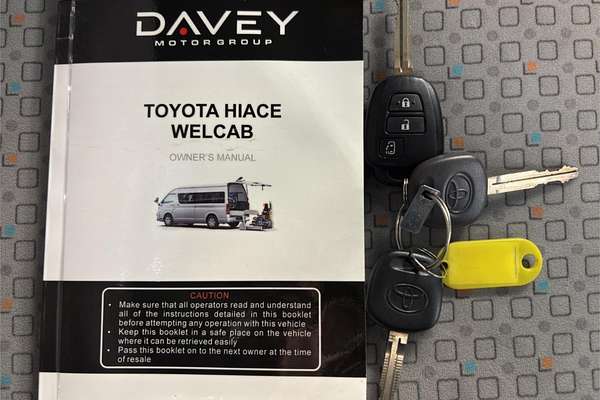 DAVEY
MOTORGROUP
TOYOTA HIACE
WELCAB
OWNER'S MANUAL
CAUTION
• Make sure that all operators read and understand
all of the instructions detailed in this booklet
before attempting any operation with this vehicle
• Keep this booklet in a safe place on the vehicle
where it can be retrieved easily
• Pass this booklet on to the next owner at the time
of resale